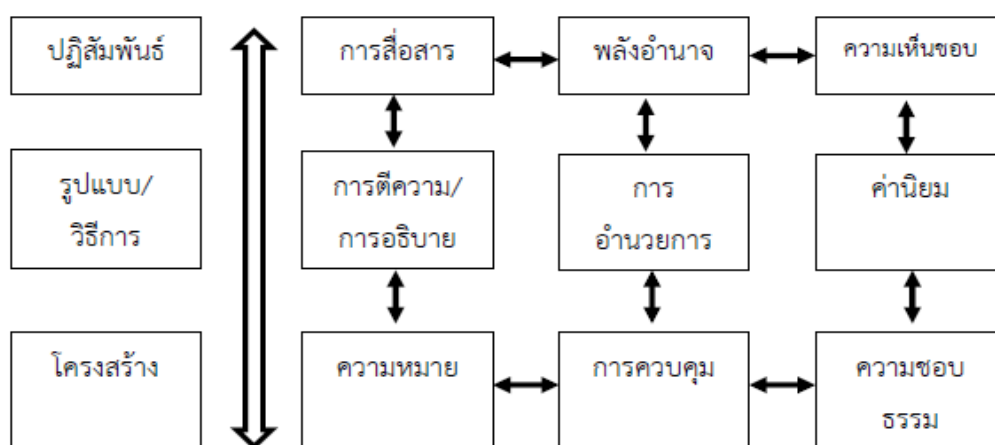 ปฏิสัมพันธ์
การสื่อสาร
พลังอำนาจ
ความเห็นชอบ
รูปแบบ/
วิธีการ
การตีความ/
การอธิบาย
การ
อำนวยการ
ค่านิยม
โครงสร้าง
ความหมาย
การควบคุม
ความชอบ
ธรรม